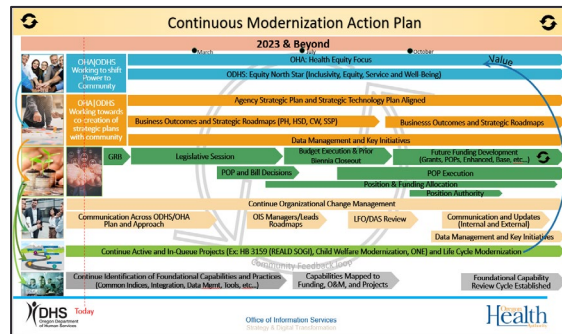 Continuous Modernization Action Plan
2023 & Beyond
March
July
October
OHA|ODHS
Working to shift
Power to
Community
OHA: Health Equity Focus
ODHS: Equity North Star (Inclusivity, Equity, Service and Well-Being)
Value
OHA|ODHS
Working towards
co-creation of
strategic plans
with community
Agency Strategic Plan and Strategic Technology Plan Aligned
Business Outcomes and Strategic Roadmaps (PH, HSD, CW, SSP)
Business Outcomes and Strategic Roadmaps
Data Management and Key Initiatives
GRB
Legislative Session
Budget Execution & Prior
Biennia Closeout
Future Funding Development
(Grants, POPs, Enhanced, Base, etc...)
POP and Bill Decisions
POP Execution
Position & Funding Allocation
Position Authority
Continue Organizational Change Management
Communication Across ODHS/OHA
Plan and Approach
OIS Managers/Leads
Roadmaps
LFO/DAS Review
Communication and Updates
(Internal and External)
Data Management and Key Initiatives
Continue Active and In-Queue Projects (Ex: HB 3159 (REALD SOGI), Child Welfare Modernization, ONE) and Life Cycle Modernization
Community Feedback Loop
Continue Identification of Foundational Capabilities and Practices
(Common Indices, Integration, Data Mgmt, Tools, etc...)
Capabilities Mapped to
Funding, O&M, and Projects
Foundational Capability
Review Cycle Established
Today
DHS
Oregon Department
of Human Services
Office of Information Services
Strategy & Digital Transformation
Oregon
Health